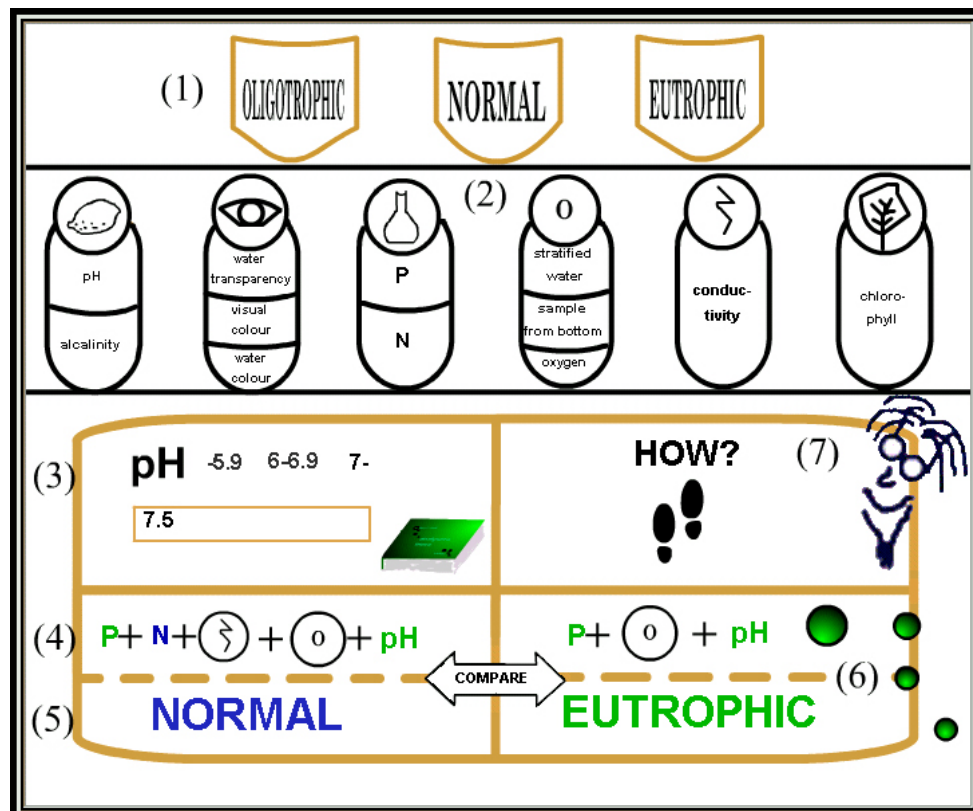 (1) OLIGOTROPHIC NORMAL EUTROPHIC
(2)
pH
alcalinity
water
transparency
visual
colour
water
colour
P
N
o
stratified
water
sample
from bottom
oxygen
conduc-
tivity
chloro-
phyll
(3)
pH -5.9 6-6.9 7-
7.5
HOW?
(7)
(4)
P+ N+ + o + pH
P+ o + pH
COMPARE
(6)
(5)
NORMAL
EUTROPHIC